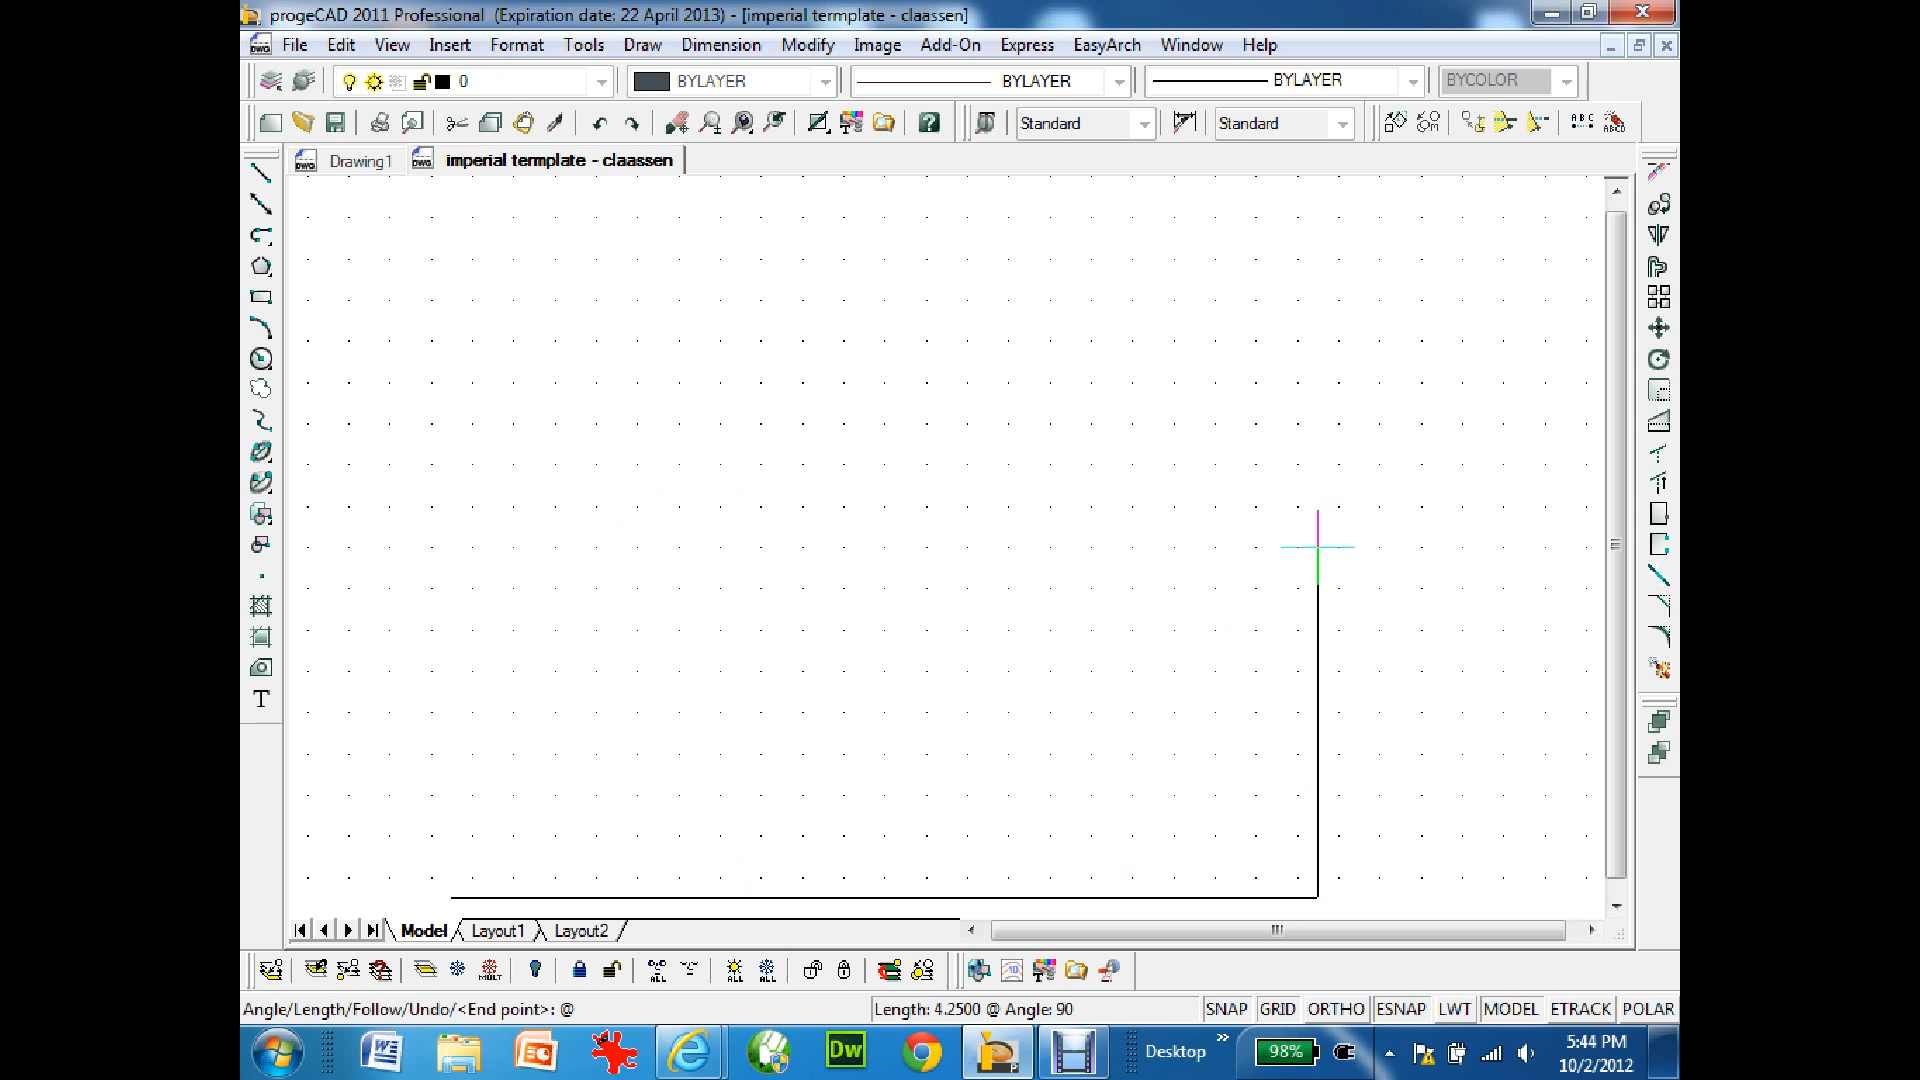 progeCAD 2011 Professional (Expiration date: 22 April 2013) - [imperial termplate - claassen]
File Edit View Insert Format Tools Draw Dimension Modify Image Add-On Express EasyArch Window Help
0 BYLAYER BYLAYER BYLAYER BYCOLOR
Standard Standard
Drawing1 imperial termplate - claassen
T
Model Layout1 Layout2
Angle/Length/Follow/Undo/<End point>: @ Length: 4.2500 @ Angle: 90 SNAP GRID ORTHO ESNAP LWT MODEL ETRACK POLAR
Dw Desktop 98% 5:44 PM
10/2/2012